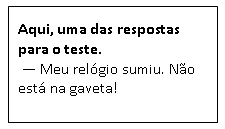 Aqui, uma das respostas
para o teste.
— Meu relógio sumiu. Não
está na gaveta!